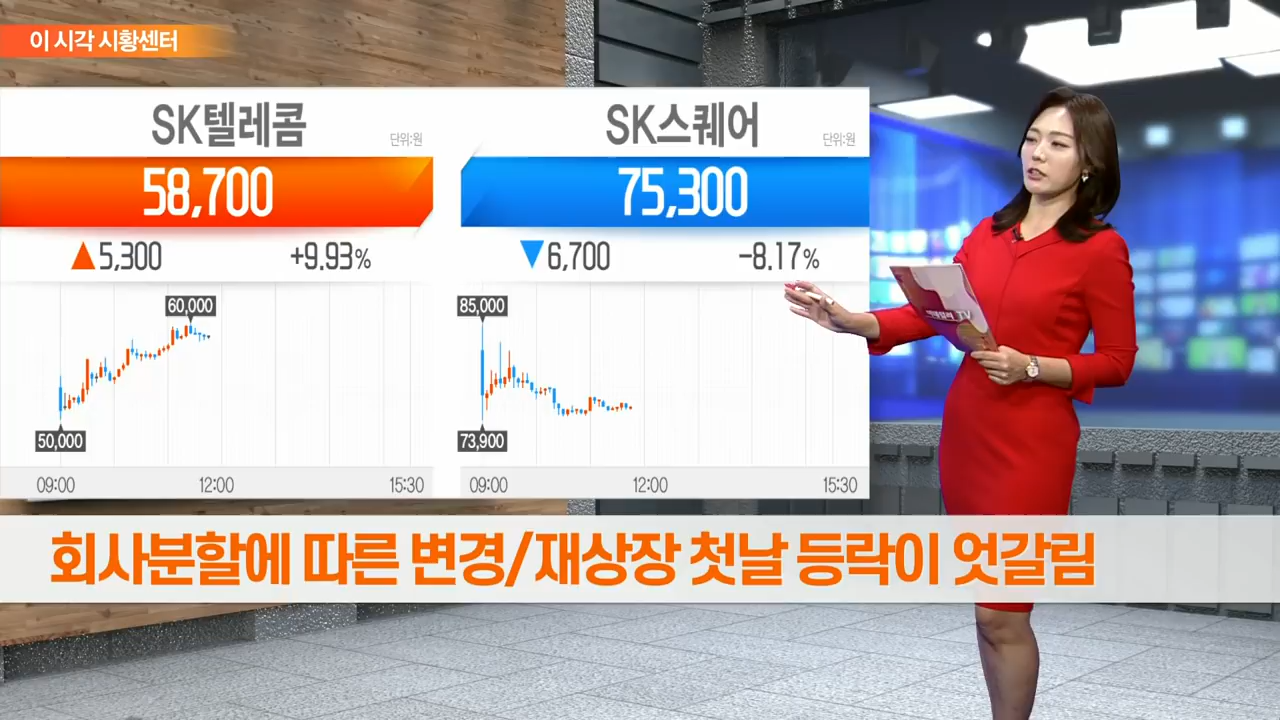 이 시각 시황센터
SK텔레콤
단위:원
58,700
▲5,300 +9.93%
60,000
50,000
09:00 12:00 15:30
SK스퀘어
단위:원
75,300
▼6,700 -8.17%
85,000
73,900
09:00 12:00 15:30
TV
회사분할에 따른 변경/재상장 첫날 등락이 엇갈림